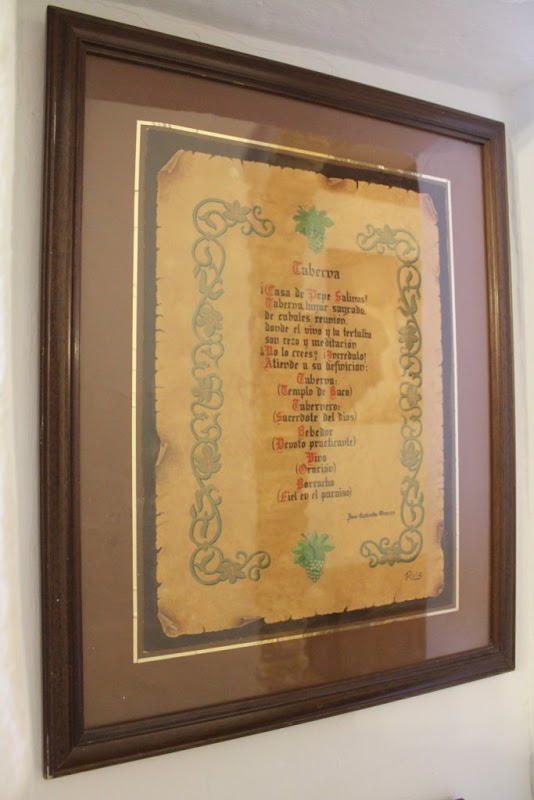 Taberna
¡Casa de Pepe Salinas!
Taberna, lugar sagrado,
de cabales reunión,
donde el vino y la tertulia
son rezo y meditación
¿No lo crees? ¡Incrédulo!
Atiende a su definición:
Taberna:
(Templo de Baco)
Tabernero:
(Sacerdote del dios)
Bebedor
(Devoto practicante)
Vino
(Oración)
Borracho
(Fiel en el paraíso)
Juan